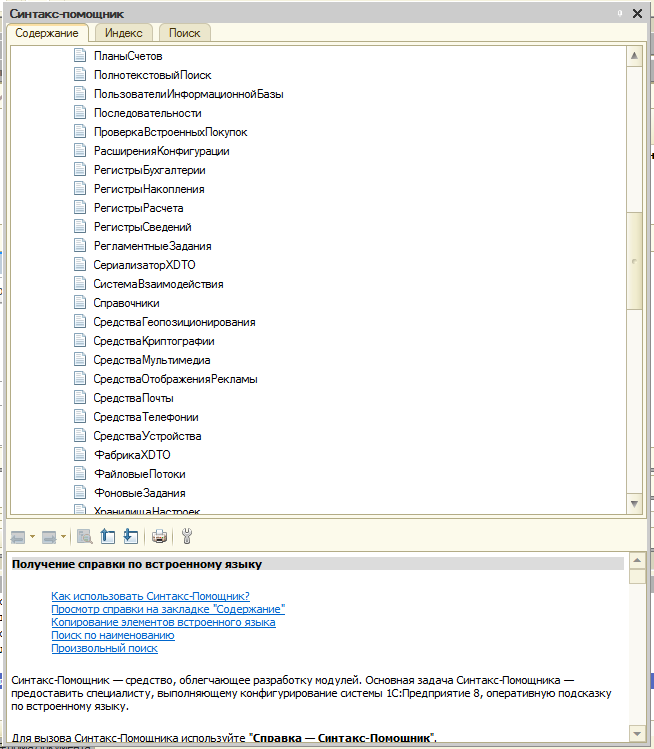 Синтакс-помощник
Содержание Индекс Поиск
ПланыСчетов
ПолнотекстовыйПоиск
ПользователиИнформационнойБазы
Последовательности
ПроверкаВстроенныхПокупок
РасширенияКонфигурации
РегистрыБухгалтерии
РегистрыНакопления
РегистрыРасчета
РегистрыСведений
РегламентныеЗадания
СериализаторXDTO
СистемаВзаимодействия
Справочники
СредстваГеопозиционирования
СредстваКриптографии
СредстваМультимедиа
СредстваОтображенияРекламы
СредстваПочты
СредстваТелефонии
СредстваУстройства
ФабрикаXDTO
ФайловыеПотоки
ФоновыеЗадания
ХранилищаНастроек
Получение справки по встроенному языку
Как использовать Синтакс-Помощник?
Просмотр справки на закладке "Содержание"
Копирование элементов встроенного языка
Поиск по наименованию
Произвольный поиск
Синтакс-Помощник — средство, облегчающее разработку модулей. Основная задача Синтакс-Помощника —
предоставить специалисту, выполняющему конфигурирование системы 1С:Предприятие 8, оперативную подсказку
по встроенному языку.
Для вызова Синтакс-Помощника используйте "Справка — Синтакс-Помощник".